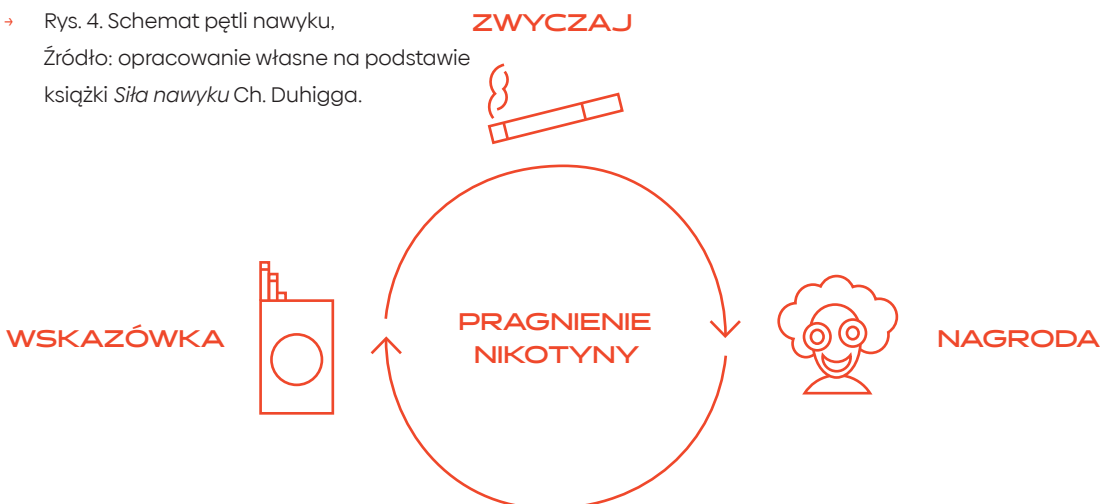 → Rys. 4. Schemat pętli nawyku,
Źródło: opracowanie własne na podstawie
książki Siła nawyku Ch. Duhigga.
ZWYCZAJ
WSKAZÓWKA
PRAGNIENIE
NIKOTYNY
NAGRODA